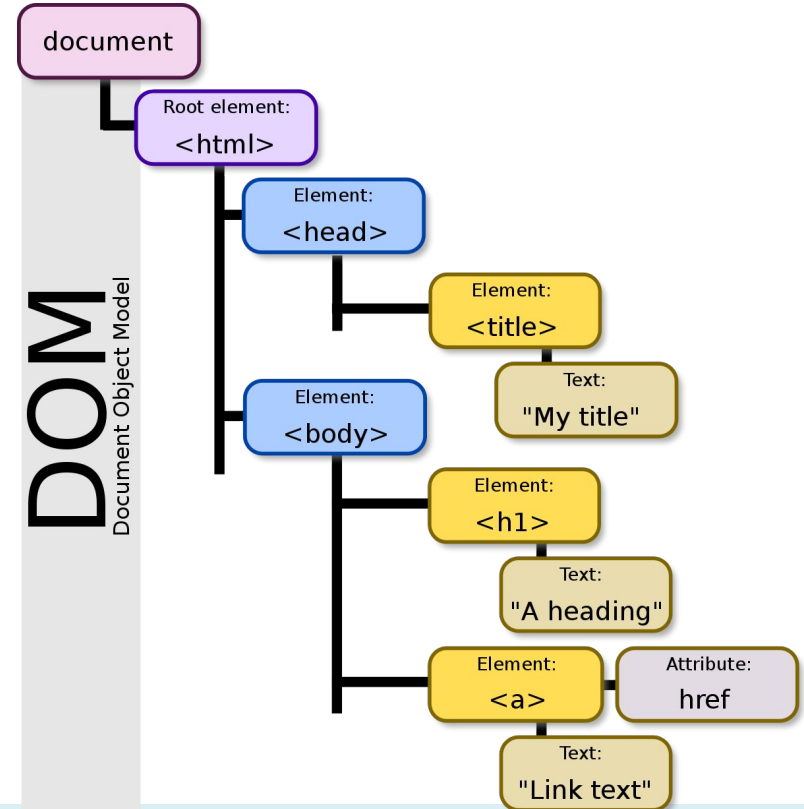 document
Root element:
<html>
Element:
<head>
Element:
<title>
Text:
"My title"
Element:
<body>
Element:
<h1>
Text:
"A heading"
Element:
<a>
Attribute:
href
Text:
"Link text"
DOM
Document Object Model